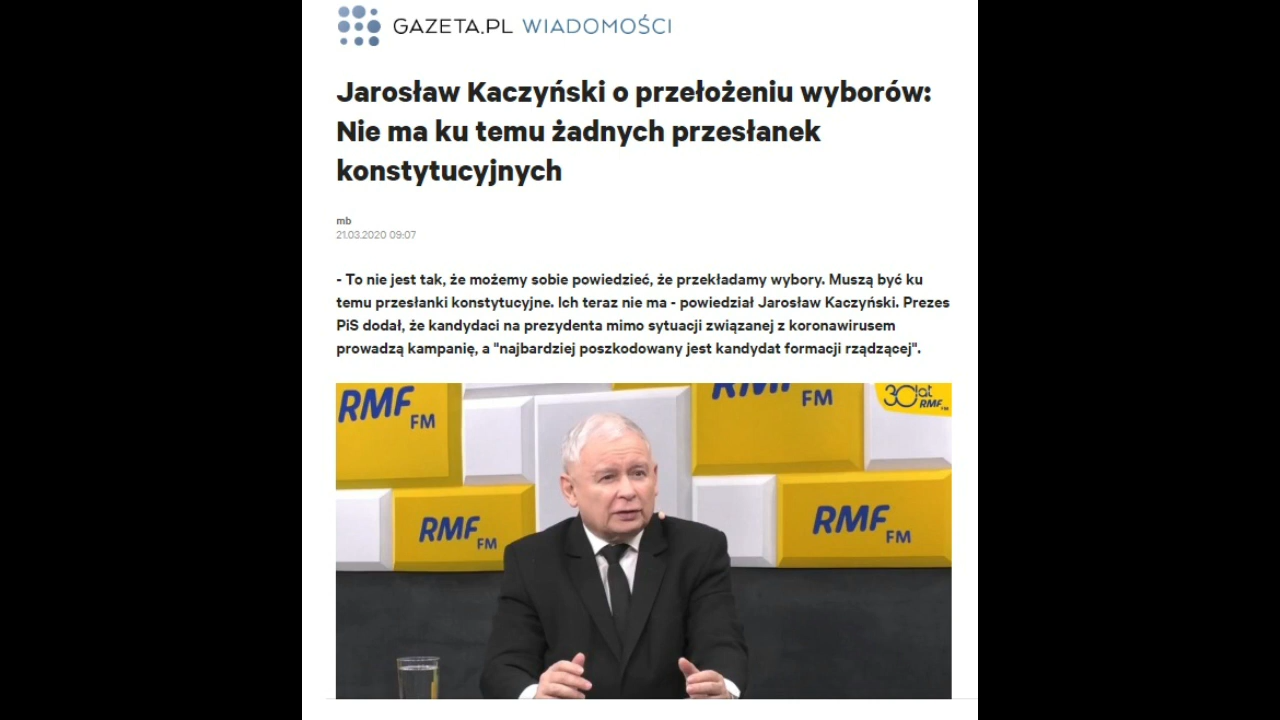 GAZETA.PL WIADOMOŚCI
Jarosław Kaczyński o przełożeniu wyborów:
Nie ma ku temu żadnych przesłanek
konstytucyjnych
mb
21.03.2020 09:07
- To nie jest tak, że możemy sobie powiedzieć, że przekładamy wybory. Muszą być ku
temu przesłanki konstytucyjne. Ich teraz nie ma - powiedział Jarosław Kaczyński. Prezes
PiS dodał, że kandydaci na prezydenta mimo sytuacji związanej z koronawirusem
prowadzą kampanię, a "najbardziej poszkodowany jest kandydat formacji rządzącej".
RMF FM
RMF FM
30 lat
RMF FM
RMF FM
RMF FM